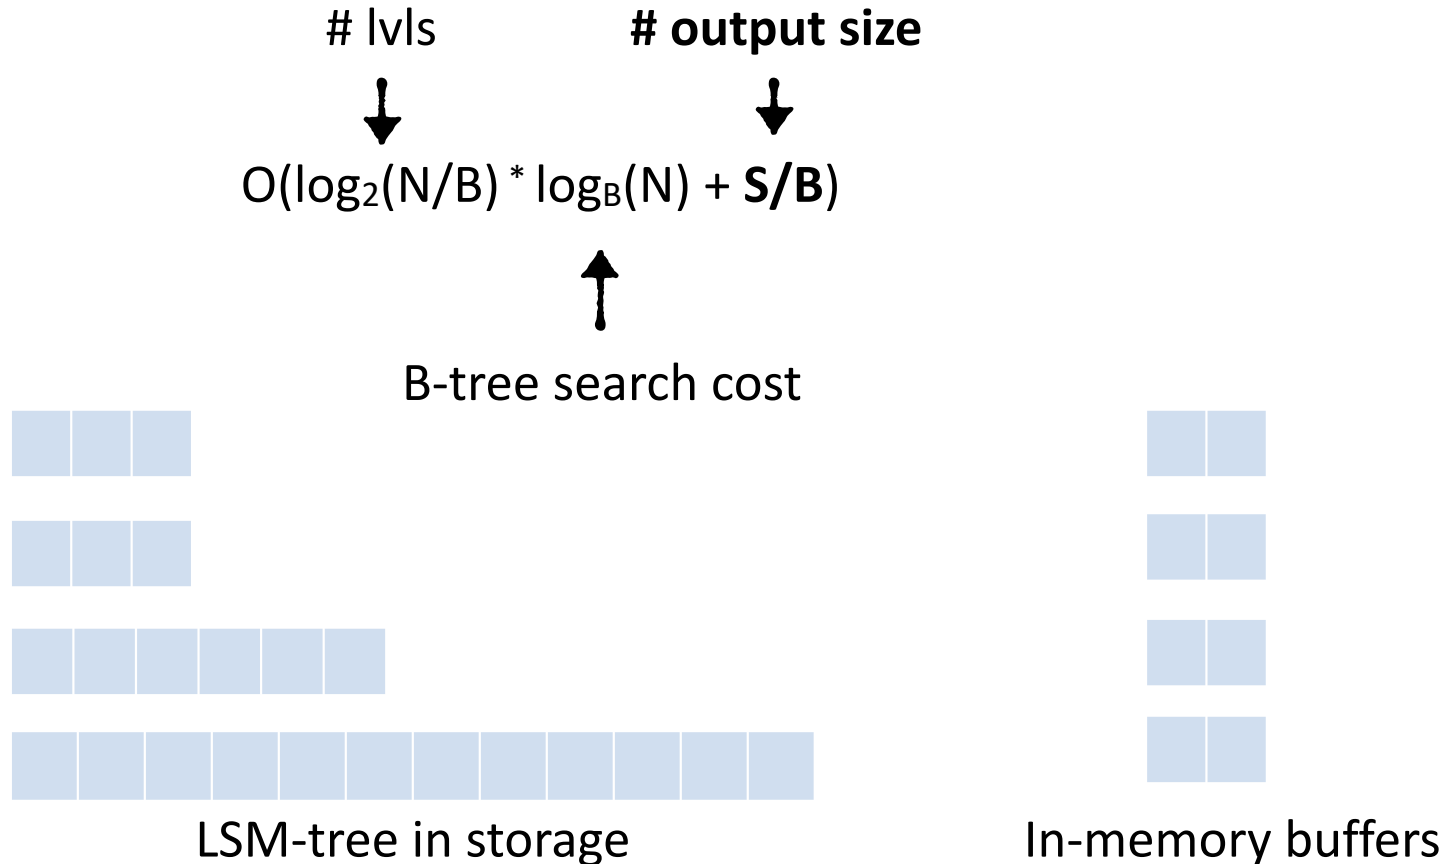 # lvls
# output size
O(log₂(N/B) * logB(N) + S/B)
B-tree search cost
LSM-tree in storage
In-memory buffers